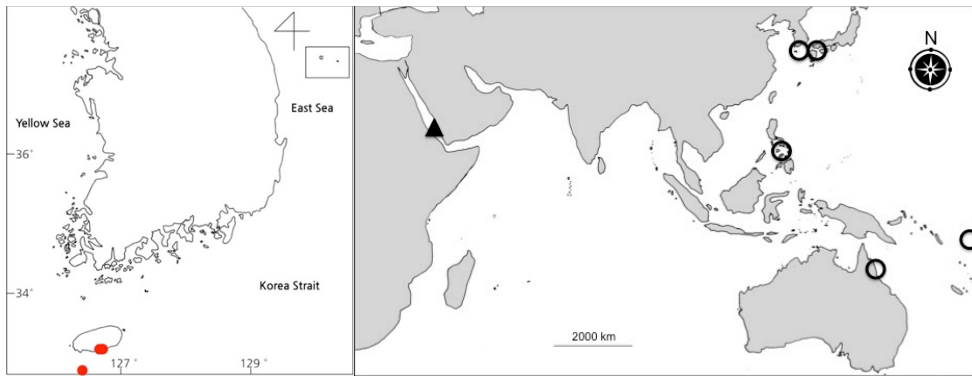 Yellow Sea
East Sea
36°
Korea Strait
34°
127°
129°
N
2000 km